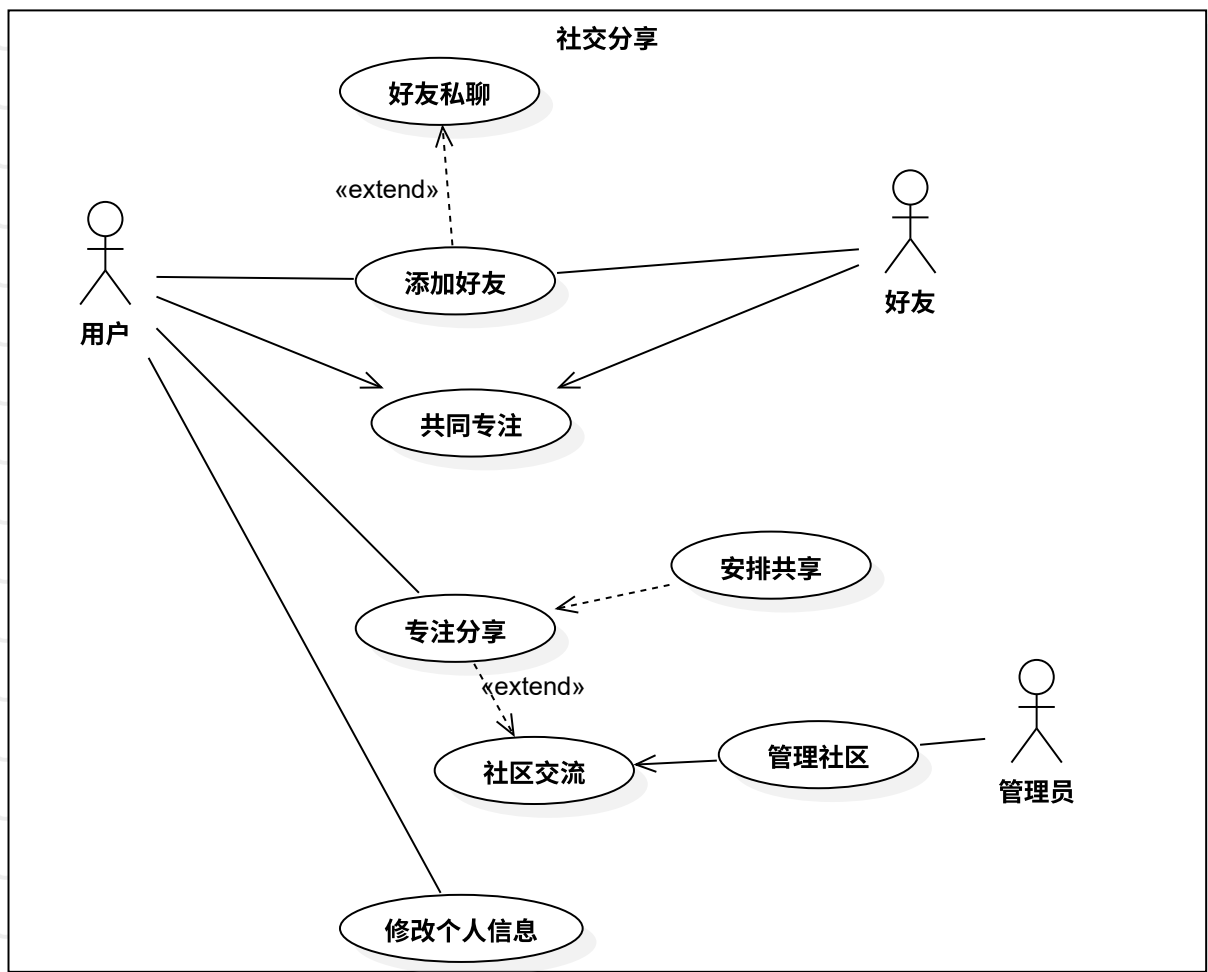 社交分享
好友私聊
«extend»
添加好友
好友
用户
共同专注
安排共享
专注分享
«extend»
社区交流
管理社区
管理员
修改个人信息